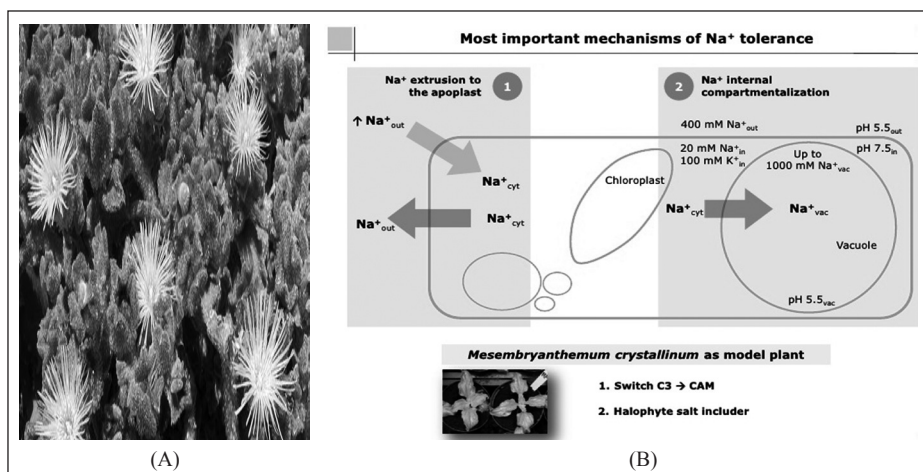 Most important mechanisms of Na⁺ tolerance
Na⁺ extrusion to
the apoplast
1
↑ Na⁺out
Na⁺cyt
Na⁺out
Na⁺cyt
Chloroplast
2
Na⁺ internal
compartmentalization
400 mM Na⁺out
pH 5.5out
20 mM Na⁺in
100 mM K⁺in
pH 7.5in
Up to
1000 mM Na⁺vac
Na⁺cyt
Na⁺vac
Vacuole
pH 5.5vac
Mesembryanthemum crystallinum as model plant
1. Switch C3 → CAM
2. Halophyte salt includer
(A)
(B)